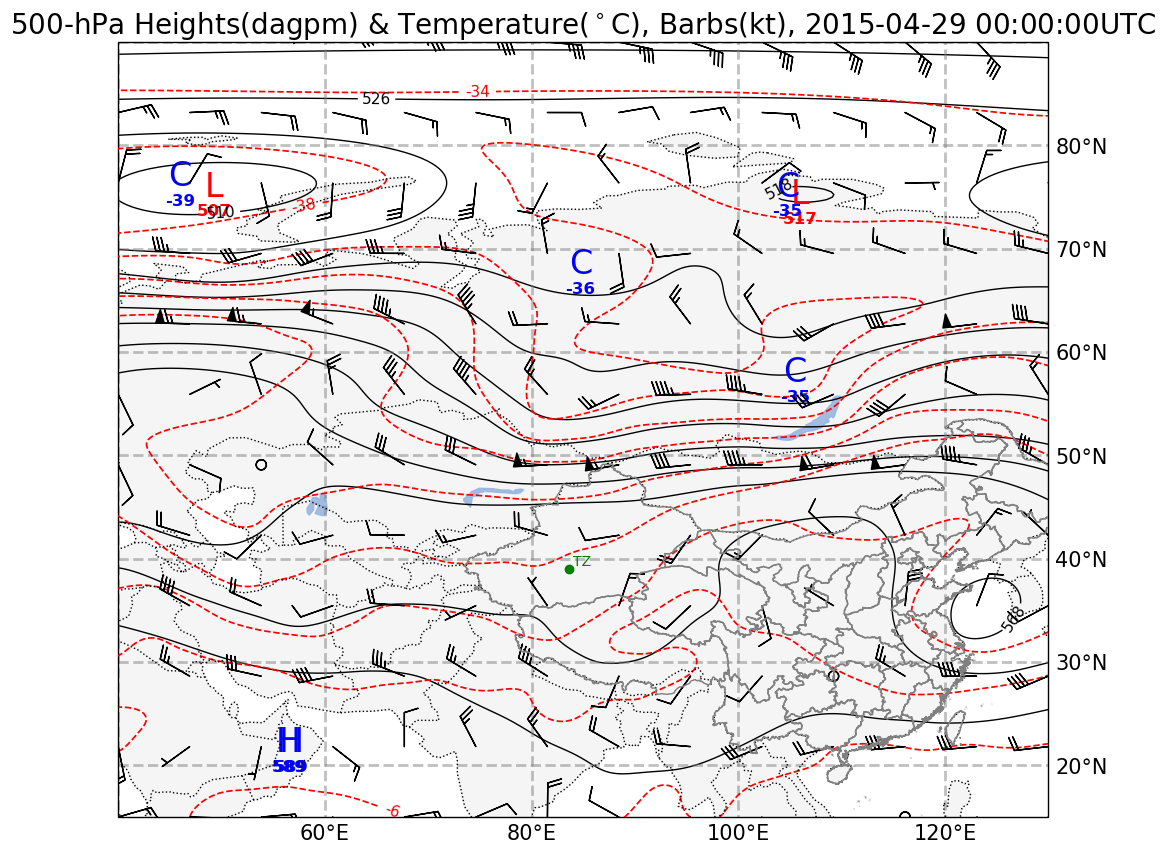 500-hPa Heights(dagpm) & Temperature(°C), Barbs(kt), 2015-04-29 00:00:00UTC
-34
526
80°N
C
L
-39
507
510
-38
518
C
L
-35
517
70°N
C
-36
60°N
C
-35
50°N
40°N
TZ
568
30°N
H
589
20°N
-6
60°E
80°E
100°E
120°E